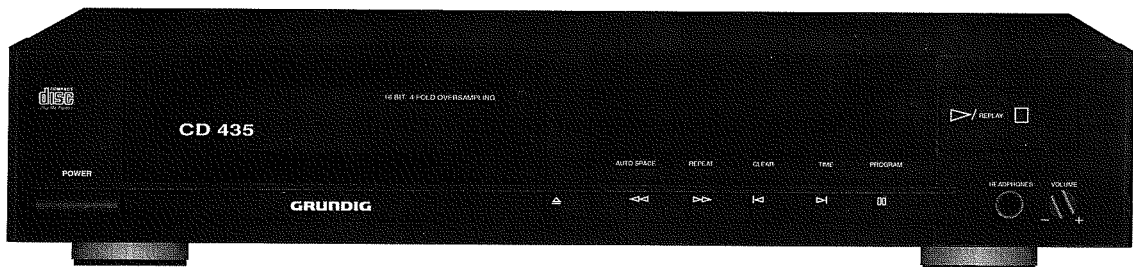 COMPACT
disc
DIGITAL AUDIO
16 BIT 4 FOLD OVERSAMPLING
CD 435
▷/ REPLAY
POWER
AUTO SPACE REPEAT CLEAR TIME PROGRAM
GRUNDIG
HEADPHONES VOLUME
− +